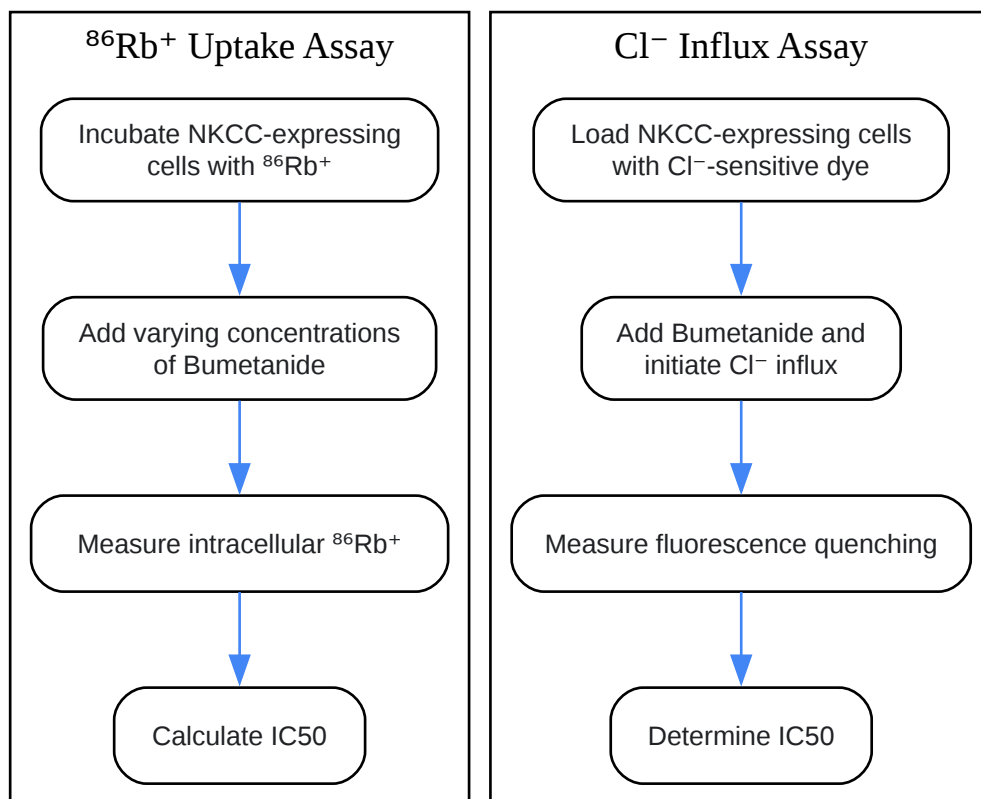 ⁸⁶Rb⁺ Uptake Assay
Incubate NKCC-expressing
cells with ⁸⁶Rb⁺
Add varying concentrations
of Bumetanide
Measure intracellular ⁸⁶Rb⁺
Calculate IC50
Cl⁻ Influx Assay
Load NKCC-expressing cells
with Cl⁻-sensitive dye
Add Bumetanide and
initiate Cl⁻ influx
Measure fluorescence quenching
Determine IC50